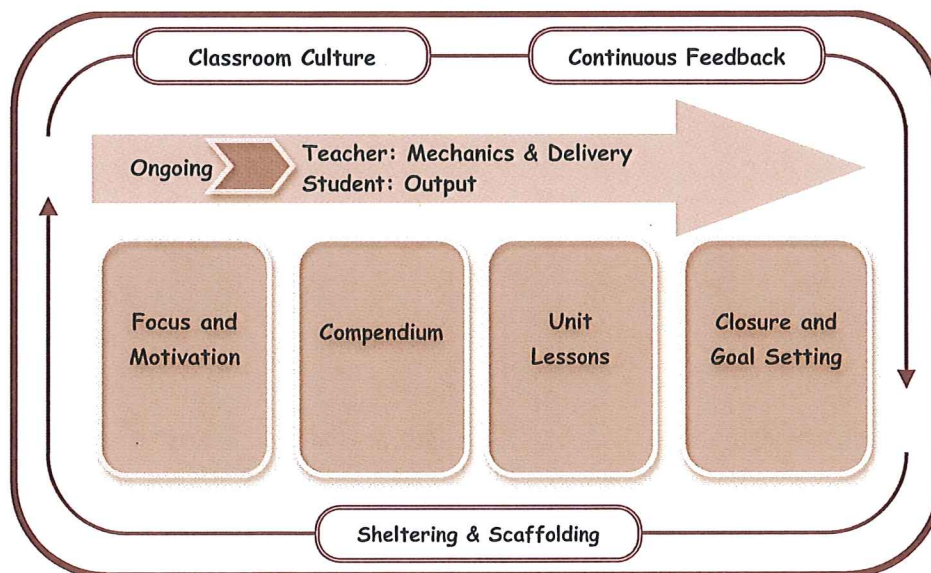 Classroom Culture
Continuous Feedback
Ongoing
Teacher: Mechanics & Delivery
Student: Output
Focus and
Motivation
Compendium
Unit
Lessons
Closure and
Goal Setting
Sheltering & Scaffolding